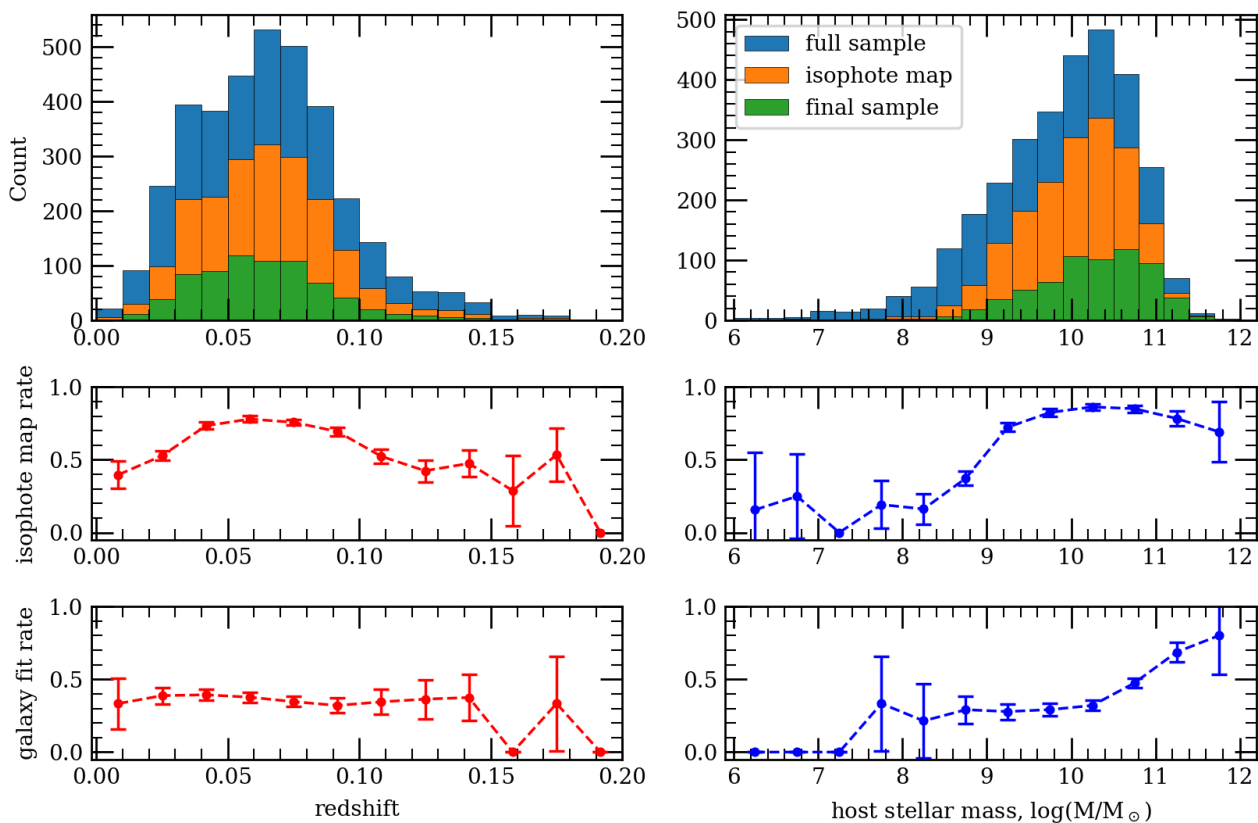 Count
500
400
300
200
100
0
0.00 0.05 0.10 0.15 0.20
full sample
isophote map
final sample
500
400
300
200
100
0
6 7 8 9 10 11 12
isophote map rate
1.0
0.5
0.0
0.00 0.05 0.10 0.15 0.20
1.0
0.5
0.0
6 7 8 9 10 11 12
galaxy fit rate
1.0
0.5
0.0
0.00 0.05 0.10 0.15 0.20
redshift
1.0
0.5
0.0
6 7 8 9 10 11 12
host stellar mass, log(M/M☉)